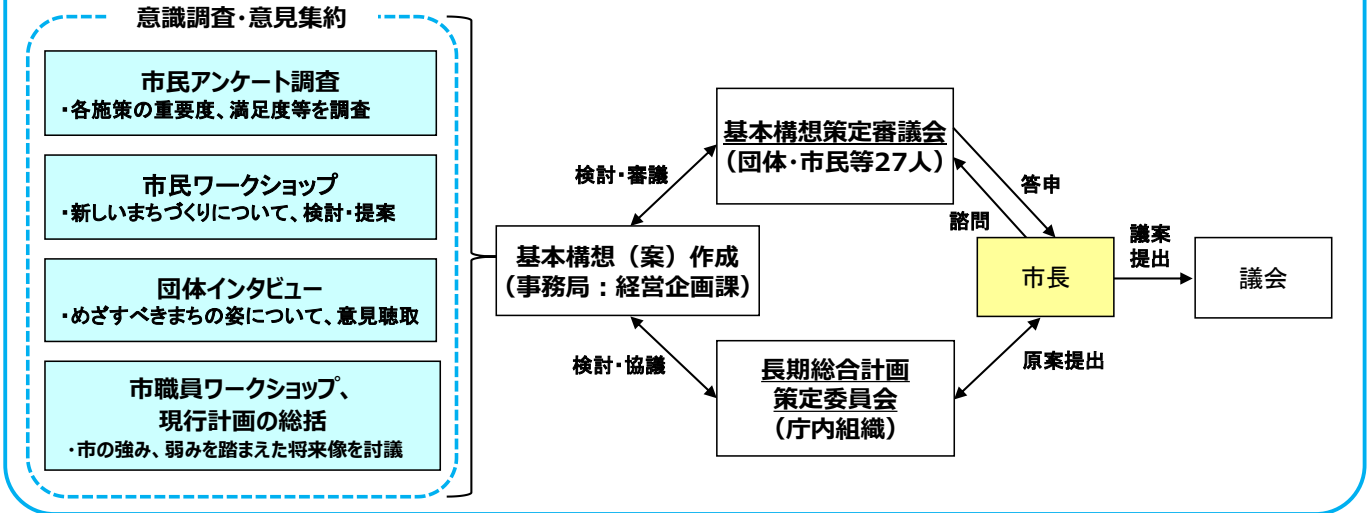 意識調査・意見集約
市民アンケート調査
・各施策の重要度、満足度等を調査
市民ワークショップ
・新しいまちづくりについて、検討・提案
団体インタビュー
・めざすべきまちの姿について、意見聴取
市職員ワークショップ、
現行計画の総括
・市の強み、弱みを踏まえた将来像を討議
基本構想（案）作成
（事務局：経営企画課）
検討・審議
検討・協議
基本構想策定審議会
（団体・市民等27人）
長期総合計画
策定委員会
（庁内組織）
答申
諮問
原案提出
市長
議案
提出
議会